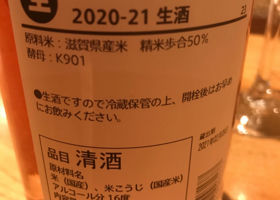 生
2020-21 生酒
原料米：滋賀県産米　精米歩合50%
酵母：K901
●生酒ですので冷蔵保管の上、開栓後はお早め
にお飲みください。
品目 清酒
原材料名
米（国産）、米こうじ（国産米）
アルコール分 16度
内容量